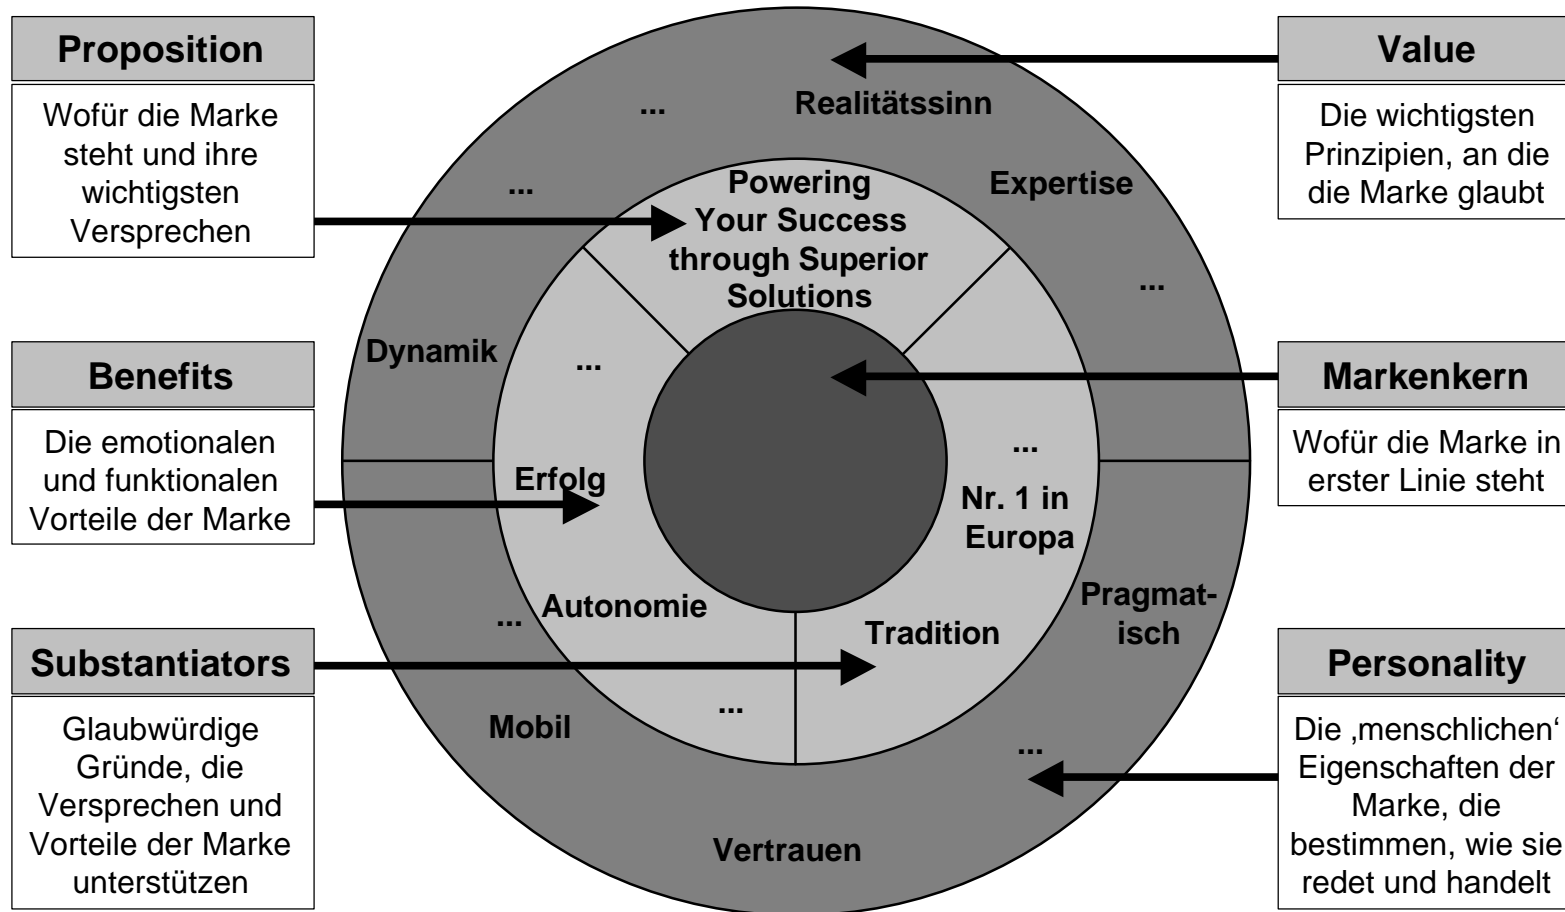 Proposition
Wofür die Marke
steht und ihre
wichtigsten
Versprechen
Benefits
Die emotionalen
und funktionalen
Vorteile der Marke
Substantiators
Glaubwürdige
Gründe, die
Versprechen und
Vorteile der Marke
unterstützen
...
Realitätssinn
...
Expertise
...
Dynamik
Powering
Your Success
through Superior
Solutions
...
Erfolg
Autonomie
...
...
Nr. 1 in
Europa
Tradition
...
Mobil
Vertrauen
...
Pragmat-
isch
Value
Die wichtigsten
Prinzipien, an die
die Marke glaubt
Markenkern
Wofür die Marke in
erster Linie steht
Personality
Die ‚menschlichen‘
Eigenschaften der
Marke, die
bestimmen, wie sie
redet und handelt